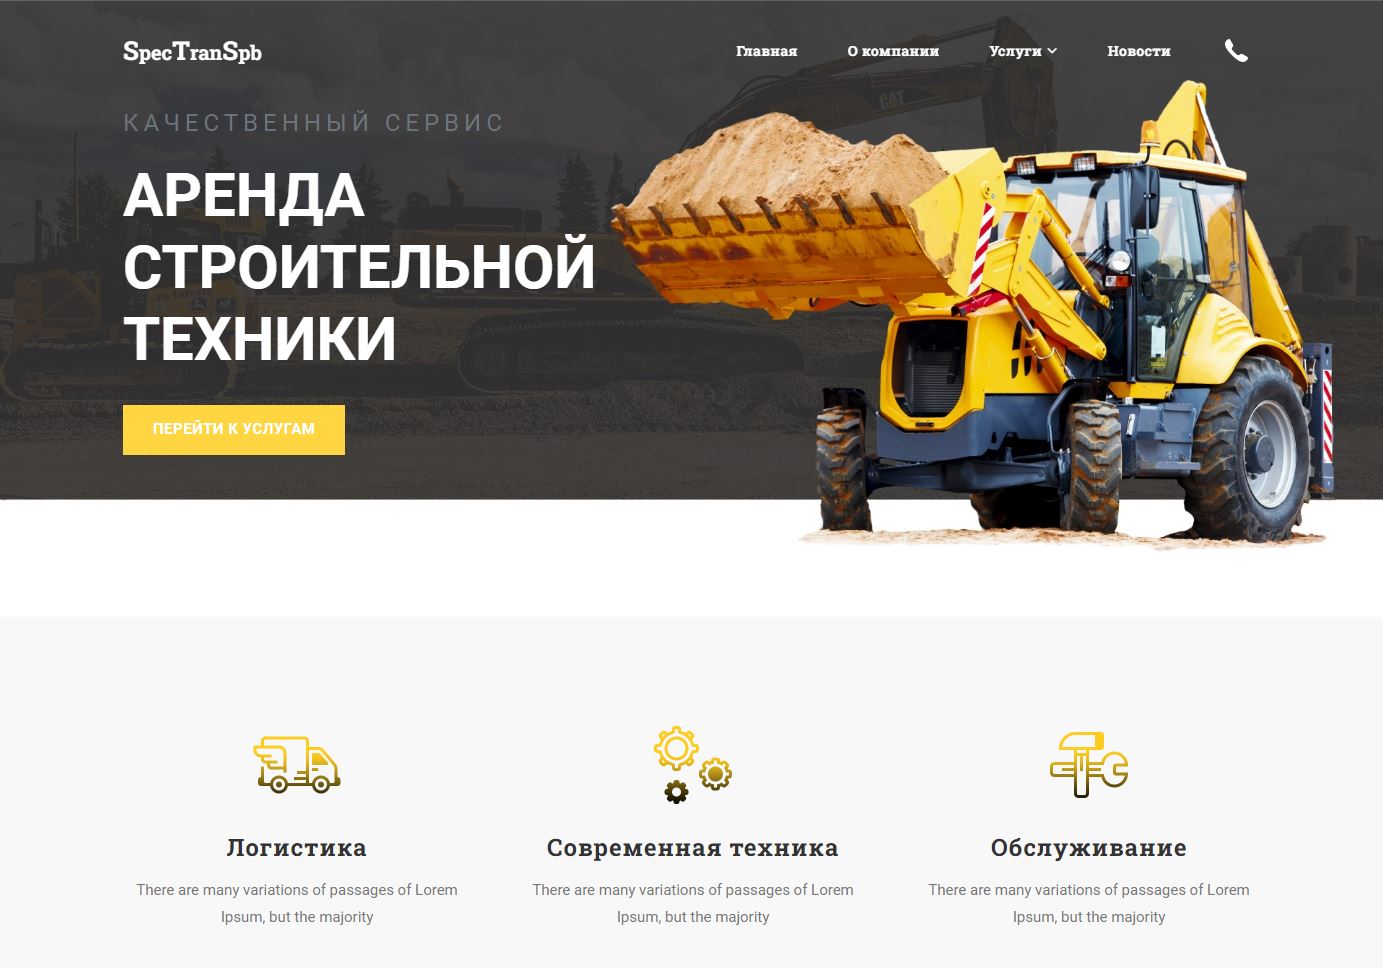 SpecTranSpb
Главная О компании Услуги Новости
КАЧЕСТВЕННЫЙ СЕРВИС
АРЕНДА
СТРОИТЕЛЬНОЙ
ТЕХНИКИ
CAT
ПЕРЕЙТИ К УСЛУГАМ
Логистика
There are many variations of passages of Lorem
Ipsum, but the majority
Современная техника
There are many variations of passages of Lorem
Ipsum, but the majority
Обслуживание
There are many variations of passages of Lorem
Ipsum, but the majority